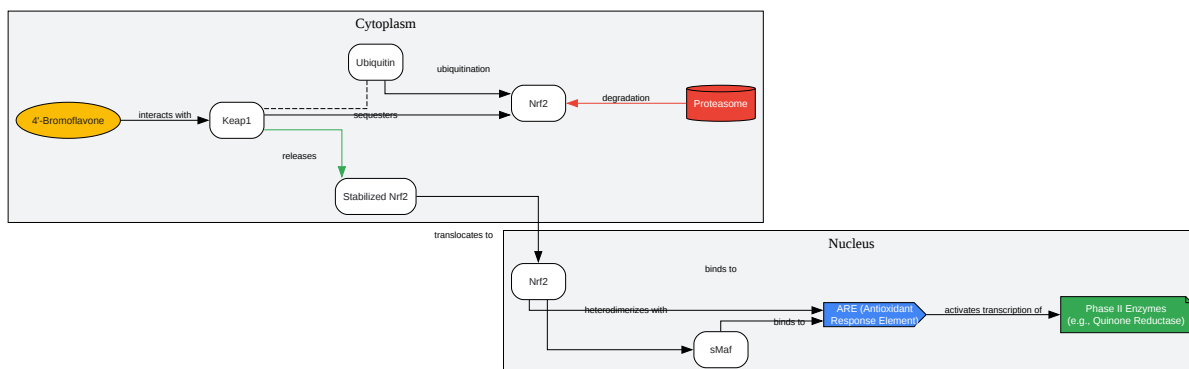 Cytoplasm
Ubiquitin
ubiquitination
Nrf2
degradation
Proteasome
4'-Bromoflavone
interacts with
Keap1
sequesters
releases
Stabilized Nrf2
translocates to
Nucleus
binds to
Nrf2
heterodimerizes with
ARE (Antioxidant
Response Element)
activates transcription of
Phase II Enzymes
(e.g., Quinone Reductase)
binds to
sMaf